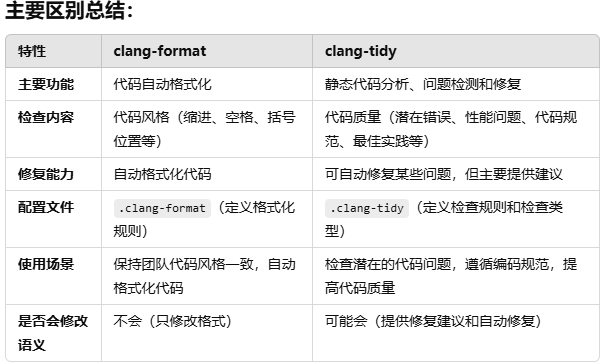 主要区别总结：
特性 clang-format clang-tidy
主要功能 代码自动格式化 静态代码分析、问题检测和修复
检查内容 代码风格（缩进、空格、括号 代码质量（潜在错误、性能问题、代码规
位置等） 范、最佳实践等）
修复能力 自动格式化代码 可自动修复某些问题，但主要提供建议
配置文件 .clang-format（定义格式化 .clang-tidy（定义检查规则和检查类
规则） 型）
使用场景 保持团队代码风格一致，自动 检查潜在的代码问题，遵循编码规范，提
格式化代码 高代码质量
是否会修改 不会（只修改格式） 可能会（提供修复建议和自动修复）
语义